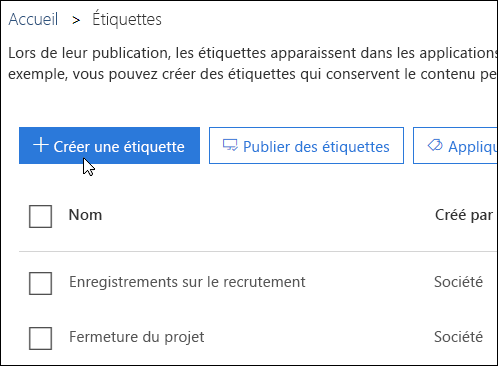 Accueil > Étiquettes
Lors de leur publication, les étiquettes apparaissent dans les applications
exemple, vous pouvez créer des étiquettes qui conservent le contenu pe
+ Créer une étiquette Publier des étiquettes Appliqu
Nom Créé par
Enregistrements sur le recrutement Société
Fermeture du projet Société